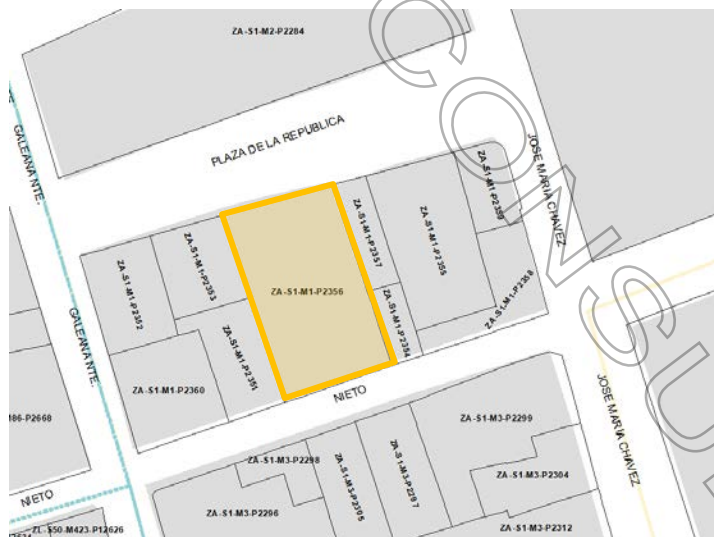 ZA-S1-M2-P2284
GALEANA NTE.
PLAZA DE LA REPUBLICA
JOSE MARIA CHAVEZ
ZA-S1-M1-P2352
ZA-S1-M1-P2353
ZA-S1-M1-P2356
ZA-S1-M1-P2357
ZA-S1-M1-P2355
ZA-S1-M1-P2359
ZA-S1-M1-P2358
ZA-S1-M1-P2354
ZA-S1-M1-P2351
ZA-S1-M1-P2360
GALEANA NTE.
NIETO
JOSE MARIA CHAVEZ
M86-P2668
ZA-S1-M3-P2299
ZA-S1-M3-P2298
ZA-S1-M3-P2305
ZA-S1-M3-P2297
ZA-S1-M3-P2304
NIETO
ZA-S1-M3-P2296
ZA-S1-M3-P2312
ZL-S50-M423-P12626
CONSU